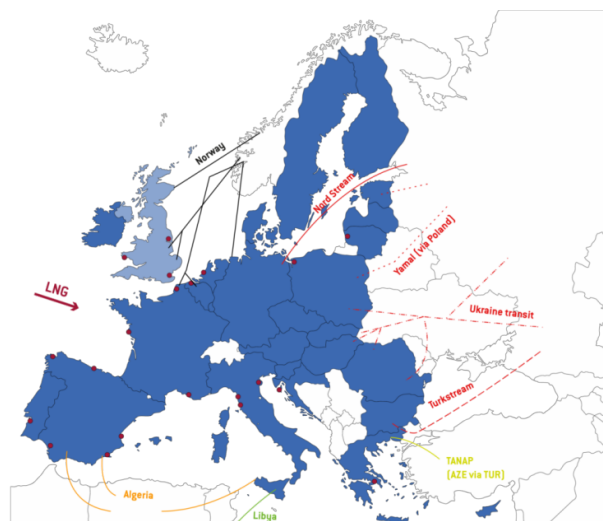 Norway
Nord Stream
Yamal (via Poland)
LNG
Ukraine transit
Turkstream
TANAP
(AZE via TUR)
Algeria
Libya